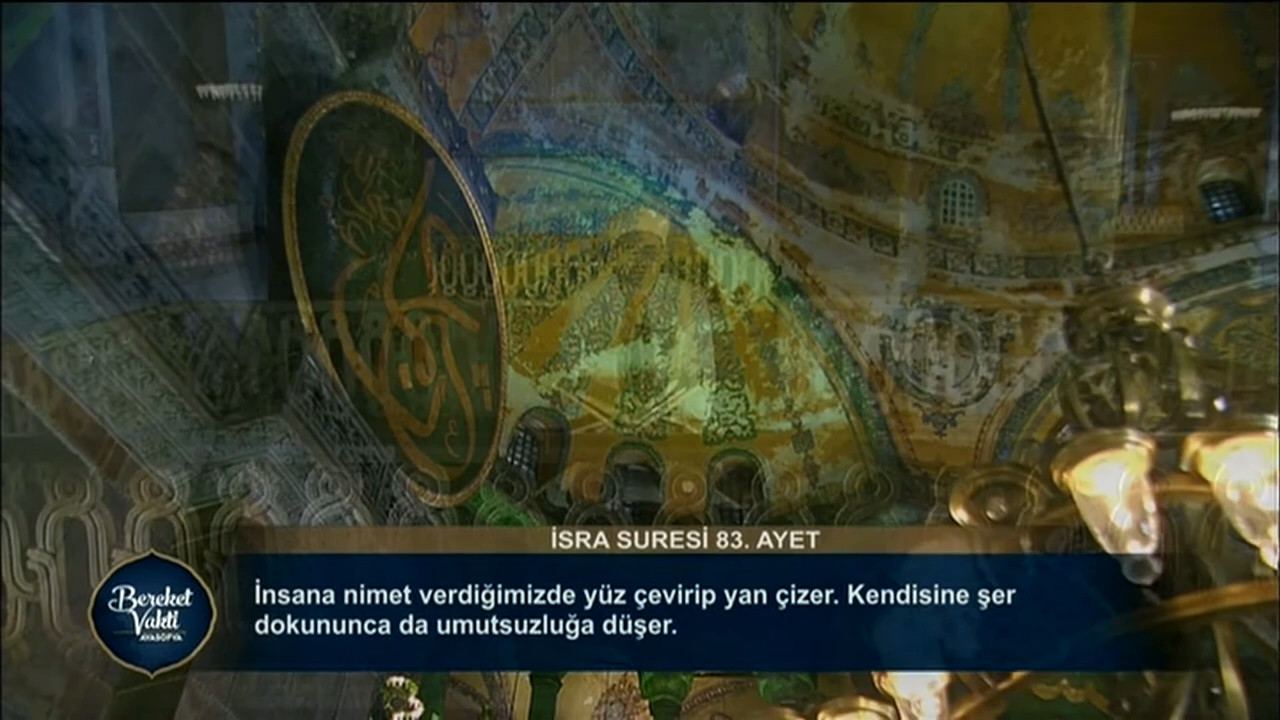 İSRA SURESİ 83. AYET
İnsana nimet verdiğimizde yüz çevirip yan çizer. Kendisine şer
dokununca da umutsuzluğa düşer.
Bereket
Vakti
AYASOFYA